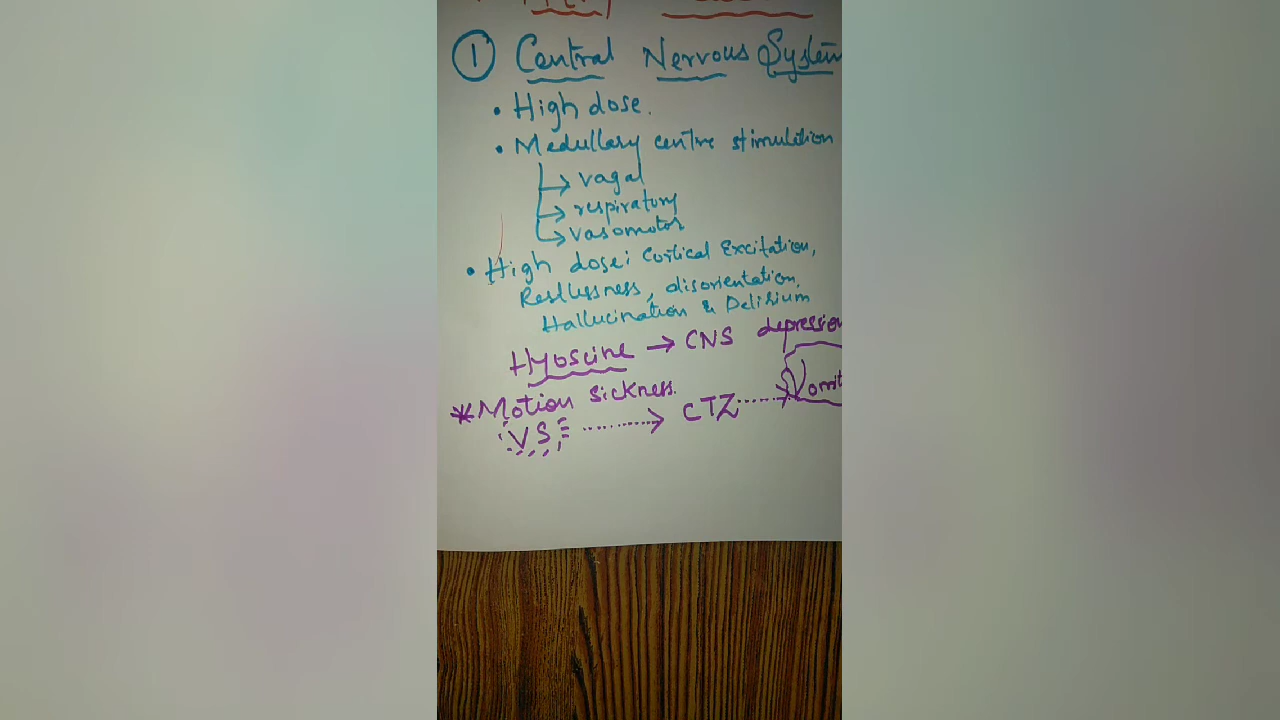 ① Central Nervous System
• High dose.
• Medullary centre stimulation
→ vagal
→ respiratory
→ vasomotor
• High dose: Cortical Excitation,
Restlessness, disorientation,
Hallucination & Delirium
Hyoscine → CNS depression
* Motion sickness.
VS → CTZ → Vomit